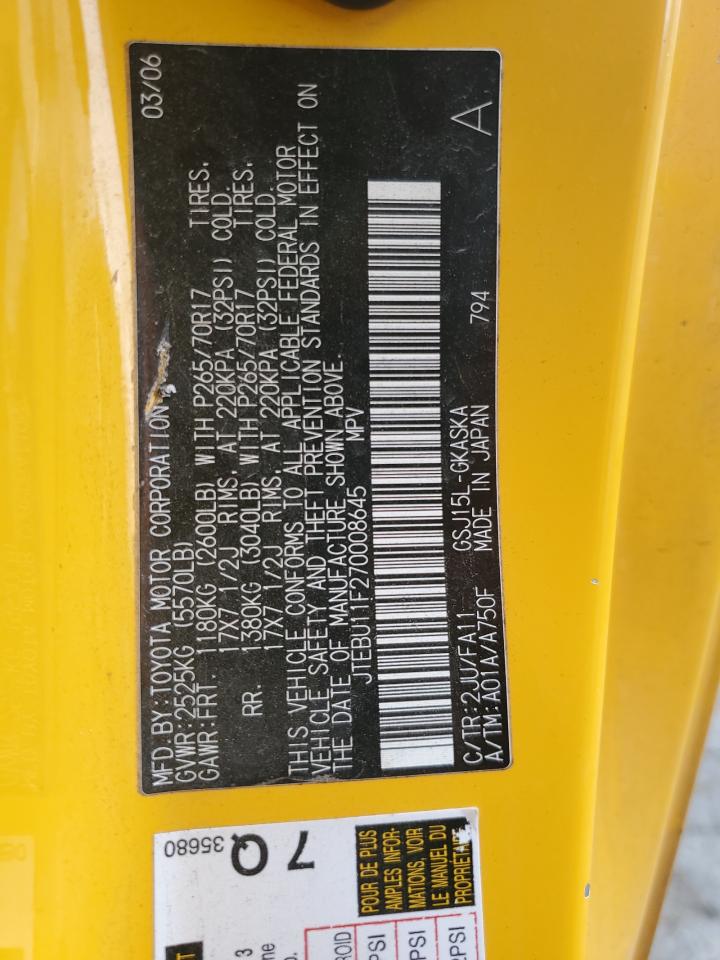 MFD.BY:TOYOTA MOTOR CORPORATION 03/06
GVWR:2525KG (5570LB)
GAWR:FRT. 1180KG (2600LB) WITH P265/70R17 TIRES,
17X7 1/2J RIMS, AT 220KPA (32PSI) COLD.
RR. 1380KG (3040LB) WITH P265/70R17 TIRES,
17X7 1/2J RIMS, AT 220KPA (32PSI) COLD.
THIS VEHICLE CONFORMS TO ALL APPLICABLE FEDERAL MOTOR
VEHICLE SAFETY AND THEFT PREVENTION STANDARDS IN EFFECT ON
THE DATE OF MANUFACTURE SHOWN ABOVE.
JTEBU11F270008645 MPV
C/TR:2JU/FA11 GSJ15L-GKASKA
A/TM:A01A/A750F MADE IN JAPAN 794 A
35680
7Q
POUR DE PLUS
AMPLES INFOR-
MATIONS, VOIR
LE MANUEL DU
PROPRIÉTAIRE
3
ROID
PSI
PSI
PSI